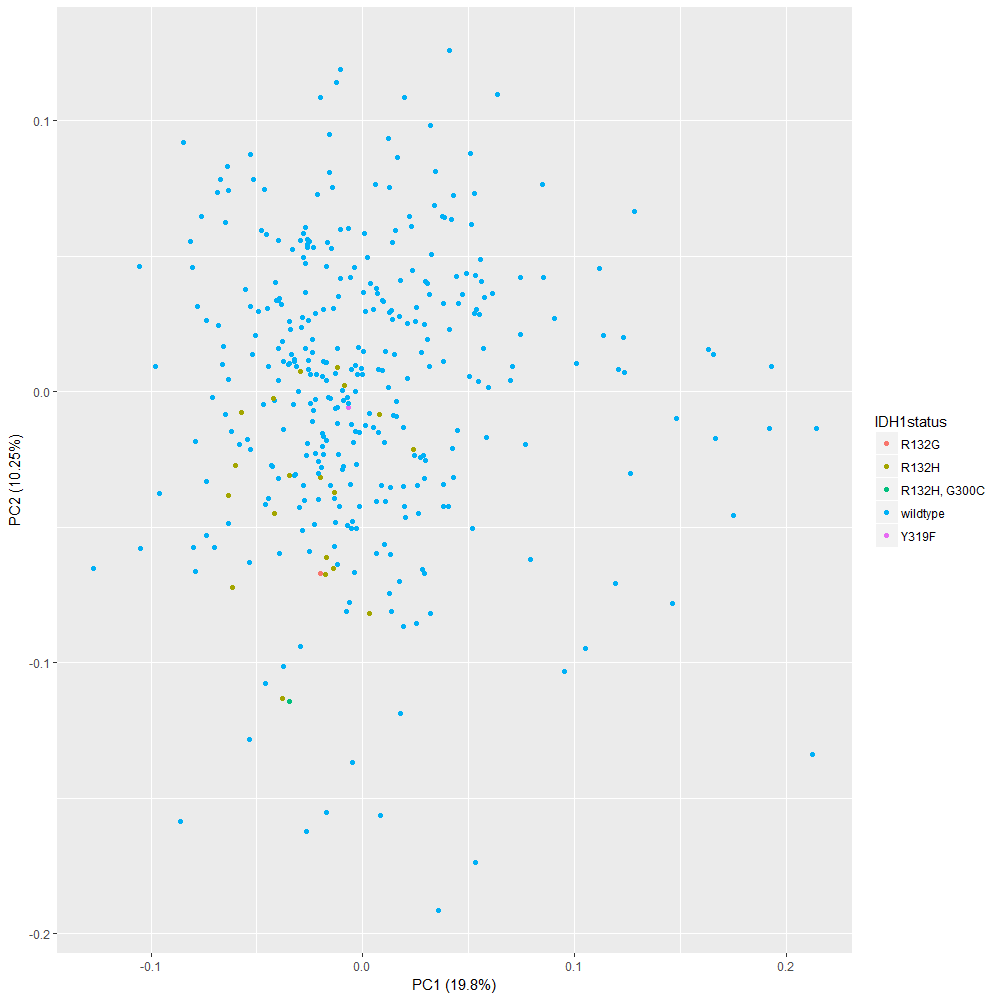 0.1
0.0
-0.1
-0.2
PC2 (10.25%)
-0.1
0.0
0.1
0.2
PC1 (19.8%)
IDH1status
R132G
R132H
R132H, G300C
wildtype
Y319F